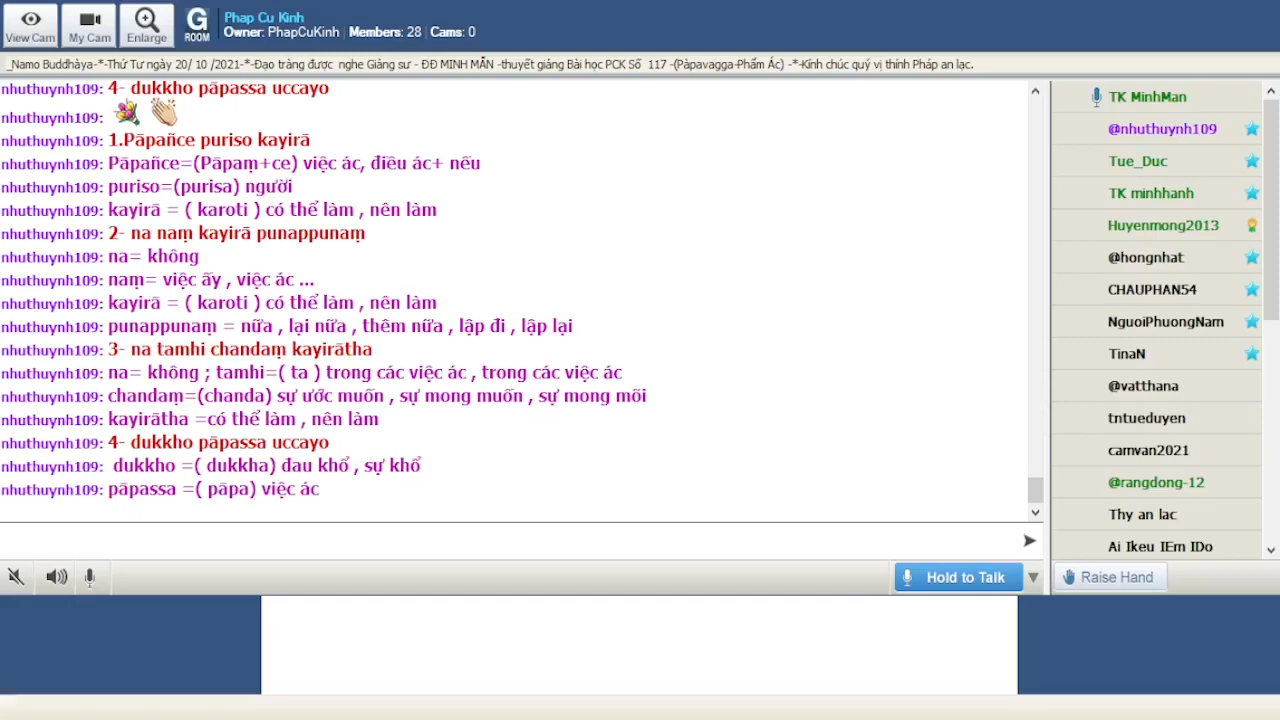 View Cam
My Cam
Enlarge
G
ROOM
Phap Cu Kinh
Owner: PhapCuKinh | Members: 28 | Cams: 0
_Namo Buddhàya-*-Thứ Tư ngày 20/ 10 /2021-*-Đạo tràng được nghe Giảng sư - ĐĐ MINH MẪN -thuyết giảng Bài học PCK Số 117 -(Pàpavagga-Phẩm Ác) -*-Kính chúc quý vị thính Pháp an lạc.
nhuthuynh109: 4- dukkho pāpassa uccayo
nhuthuynh109:
nhuthuynh109: 1.Pāpañce puriso kayirā
nhuthuynh109: Pāpañce=(Pāpaṃ+ce) việc ác, điều ác+ nếu
nhuthuynh109: puriso=(purisa) người
nhuthuynh109: kayirā = ( karoti ) có thể làm , nên làm
nhuthuynh109: 2- na naṃ kayirā punappunaṃ
nhuthuynh109: na= không
nhuthuynh109: naṃ= việc ấy , việc ác ...
nhuthuynh109: kayirā = ( karoti ) có thể làm , nên làm
nhuthuynh109: punappunaṃ = nữa , lại nữa , thêm nữa , lập đi , lập lại
nhuthuynh109: 3- na tamhi chandaṃ kayirātha
nhuthuynh109: na= không ; tamhi=( ta ) trong các việc ác , trong các việc ác
nhuthuynh109: chandaṃ=(chanda) sự ước muốn , sự mong muốn , sự mong mõi
nhuthuynh109: kayirātha =có thể làm , nên làm
nhuthuynh109: 4- dukkho pāpassa uccayo
nhuthuynh109: dukkho =( dukkha) đau khổ , sự khổ
nhuthuynh109: pāpassa =( pāpa) việc ác
TK MinhMan
@nhuthuynh109
Tue_Duc
TK minhhanh
Huyenmong2013
@hongnhat
CHAUPHAN54
NguoiPhuongNam
TinaN
@vatthana
tntueduyen
camvan2021
@rangdong-12
Thy an lac
Ai Ikeu IEm IDo
Hold to Talk
Raise Hand